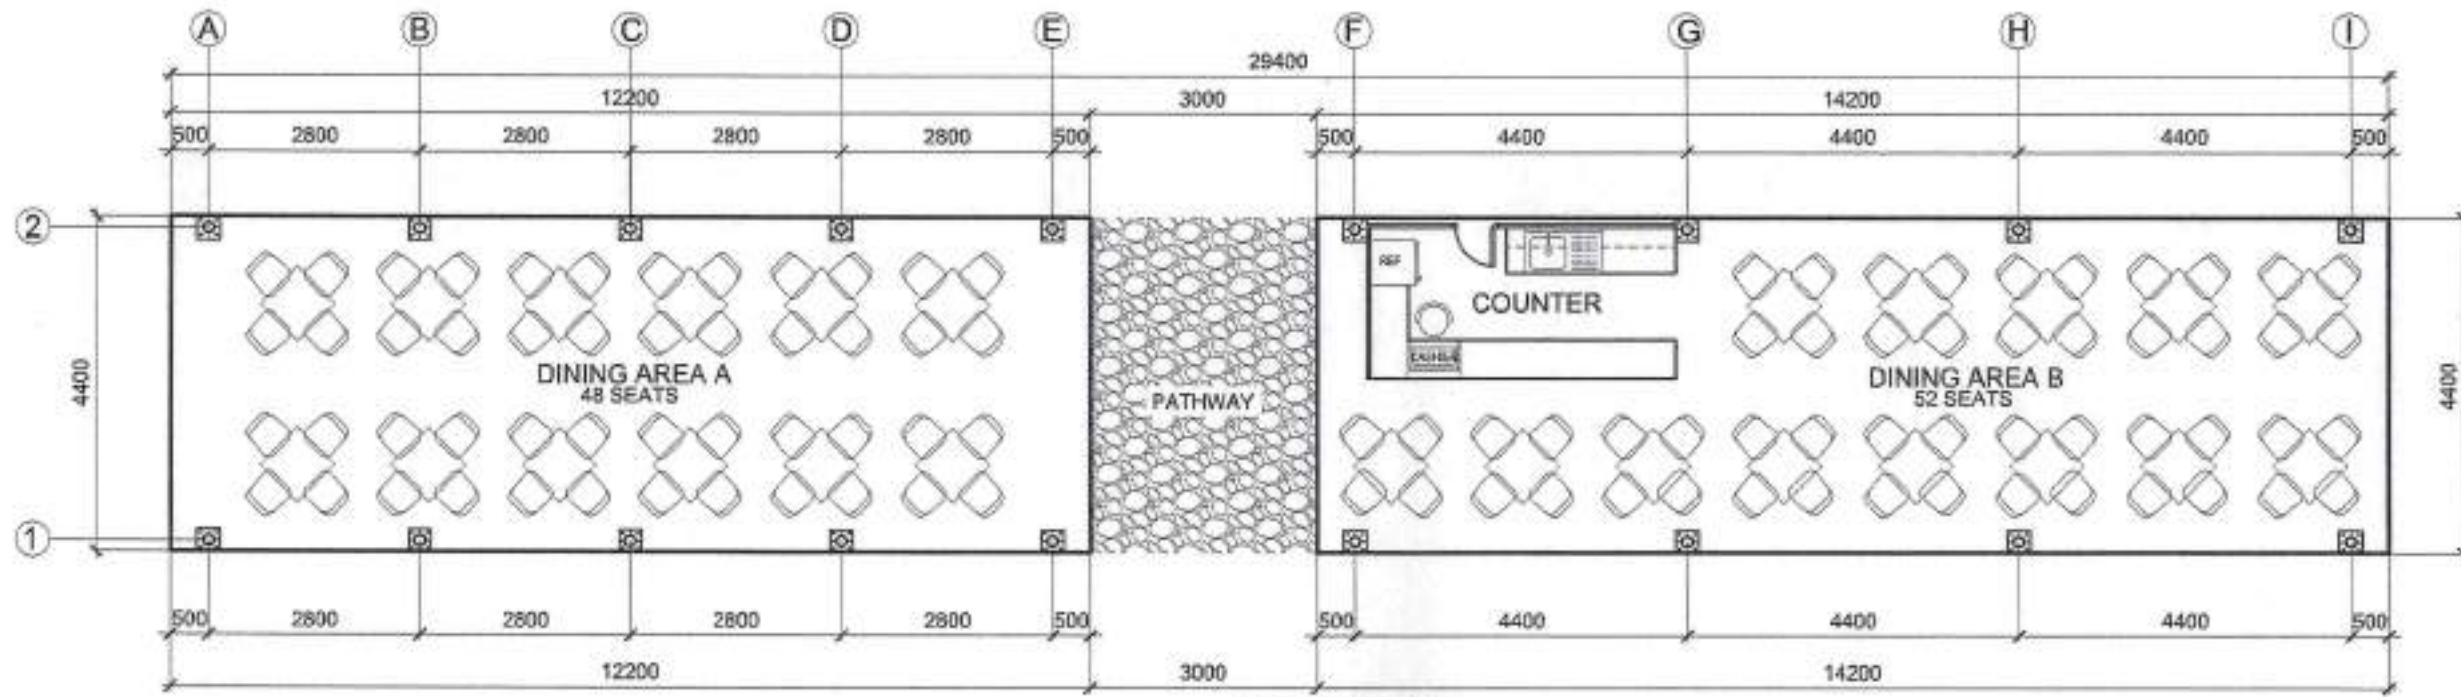 A B C D E F G H I
29400
12200 3000 14200
500 2800 2800 2800 2800 500 500 4400 4400 4400 500
2
REF
COUNTER
4400
DINING AREA A
48 SEATS
PATHWAY
DINING AREA B
52 SEATS
4400
1
500 2800 2800 2800 2800 500 500 4400 4400 4400 500
12200 3000 14200